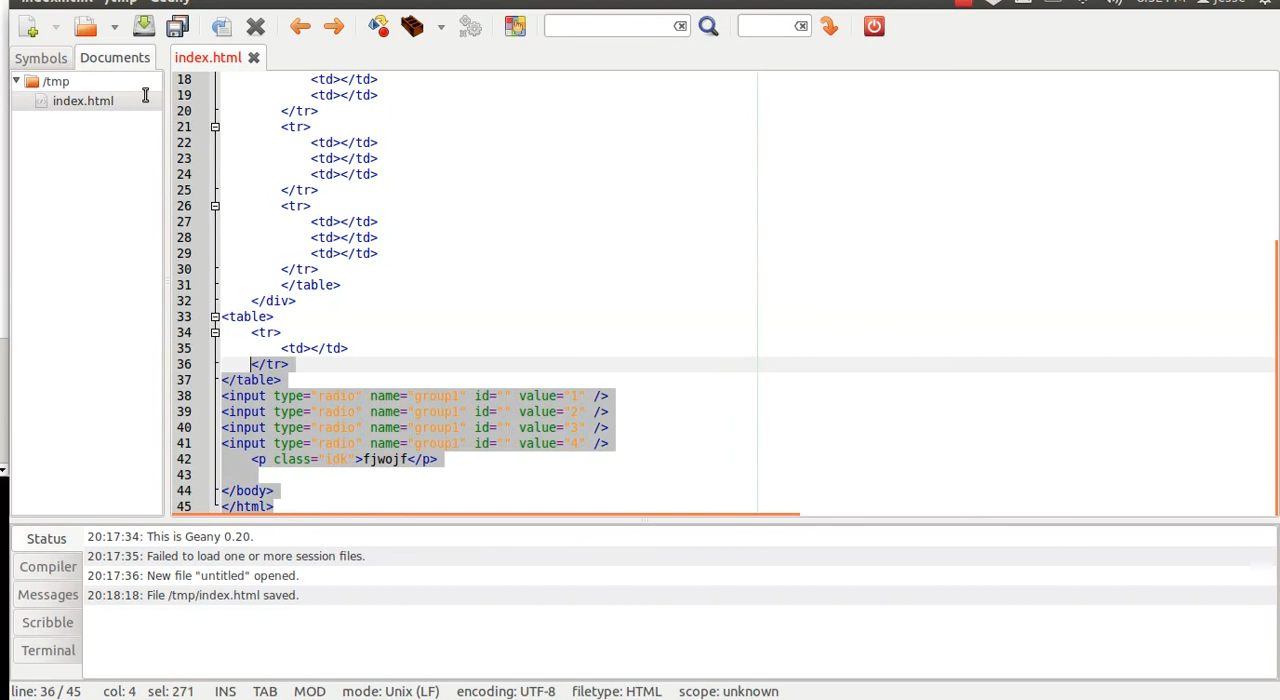 Symbols Documents index.html
/tmp
index.html
18 <td></td>
19 <td></td>
20 </tr>
21 <tr>
22 <td></td>
23 <td></td>
24 <td></td>
25 </tr>
26 <tr>
27 <td></td>
28 <td></td>
29 <td></td>
30 </tr>
31 </table>
32 </div>
33 <table>
34 <tr>
35 <td></td>
36 </tr>
37 </table>
38 <input type="radio" name="group1" id="" value="1" />
39 <input type="radio" name="group1" id="" value="2" />
40 <input type="radio" name="group1" id="" value="3" />
41 <input type="radio" name="group1" id="" value="4" />
42 <p class="idk">fjwojf</p>
43
44 </body>
45 </html>
Status 20:17:34: This is Geany 0.20.
20:17:35: Failed to load one or more session files.
Compiler
20:17:36: New file "untitled" opened.
Messages 20:18:18: File /tmp/index.html saved.
Scribble
Terminal
line: 36 / 45 col: 4 sel: 271 INS TAB MOD mode: Unix (LF) encoding: UTF-8 filetype: HTML scope: unknown